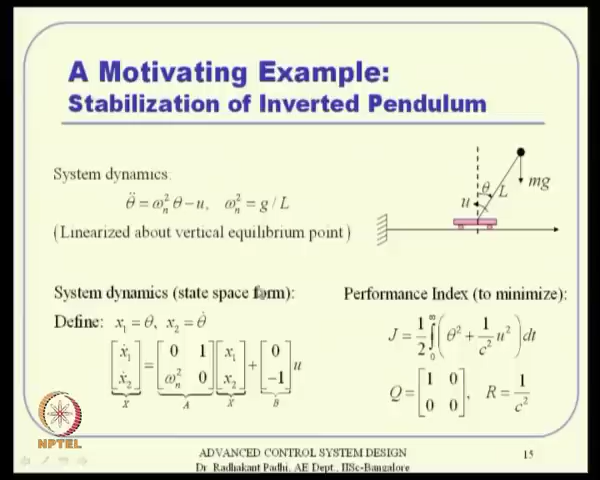 A Motivating Example:
Stabilization of Inverted Pendulum
System dynamics:
θ̈ = ωₙ²θ − u, ωₙ² = g / L
(Linearized about vertical equilibrium point)
θ L mg
u
System dynamics (state space form):
Define: x₁ = θ, x₂ = θ̇
[ẋ₁; ẋ₂] = [0 1; ωₙ² 0] [x₁; x₂] + [0; −1] u
Ẋ A X B
Performance Index (to minimize):
J = 1/2 ∫₀^∞ (θ² + 1/c² u²) dt
Q = [1 0; 0 0], R = 1/c²
NPTEL
ADVANCED CONTROL SYSTEM DESIGN
Dr Radhakant Padhi, AE Dept., IISc-Bangalore
15